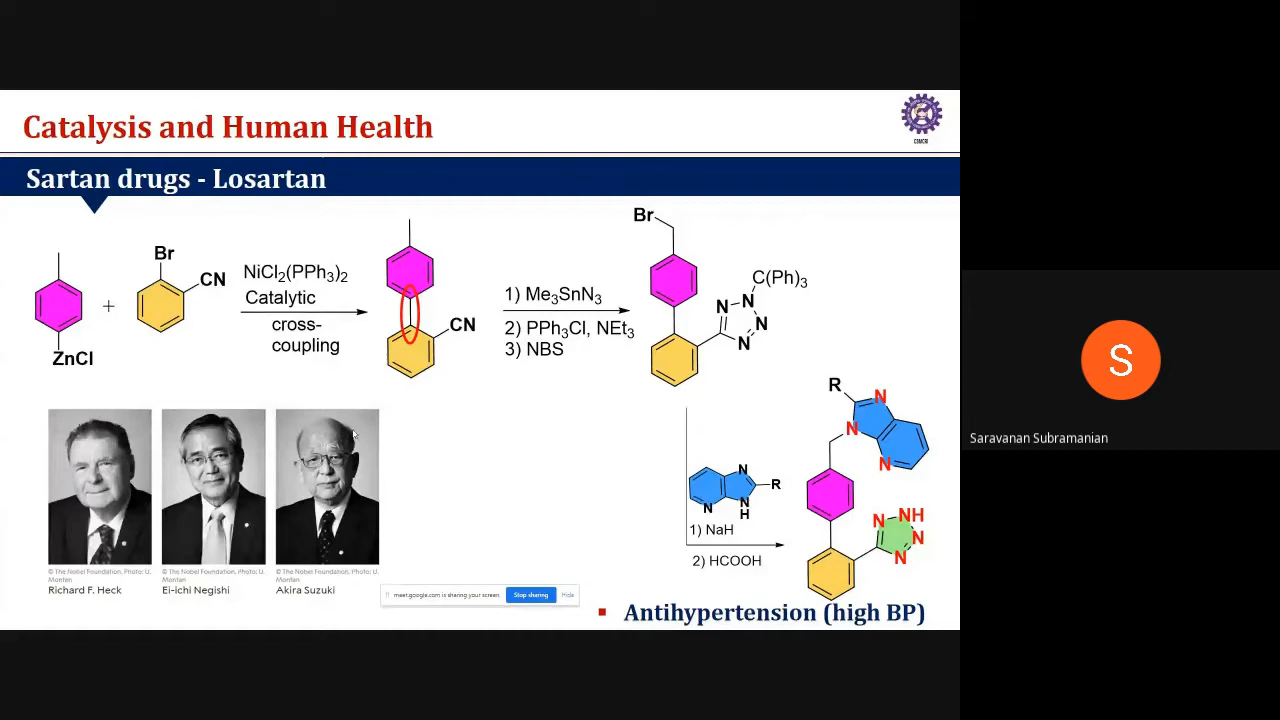 Catalysis and Human Health
CSMCRI
Sartan drugs - Losartan
ZnCl
+
Br
CN
NiCl2(PPh3)2
Catalytic
cross-
coupling
CN
1) Me3SnN3
2) PPh3Cl, NEt3
3) NBS
Br
C(Ph)3
N
N
N
N
N
N
N
H
R
1) NaH
2) HCOOH
R
N
N
N
N
NH
N
N
© The Nobel Foundation. Photo: U.
Montan
Richard F. Heck
© The Nobel Foundation. Photo: U.
Montan
Ei-ichi Negishi
© The Nobel Foundation. Photo: U.
Montan
Akira Suzuki
meet.google.com is sharing your screen.
Stop sharing
Hide
Antihypertension (high BP)
S
Saravanan Subramanian